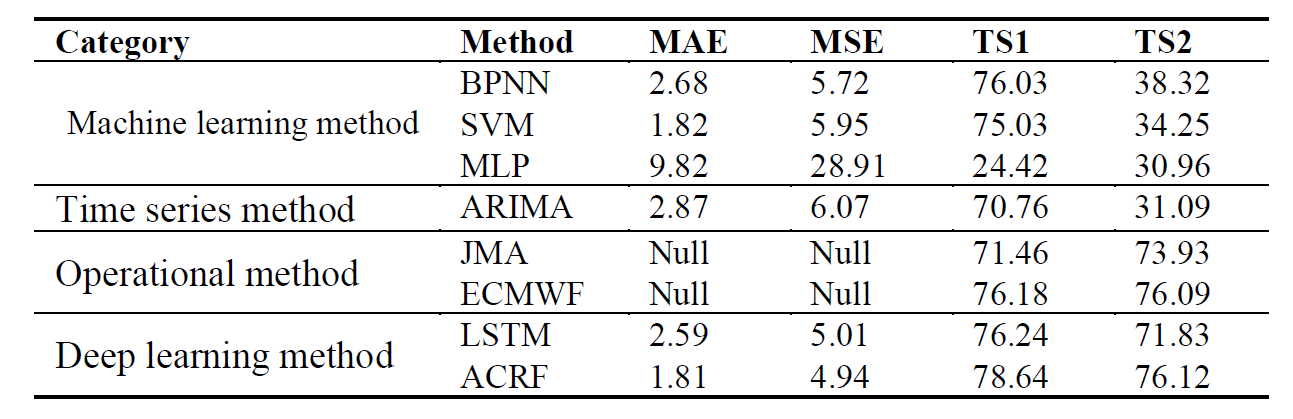 Category Method MAE MSE TS1 TS2
BPNN 2.68 5.72 76.03 38.32
Machine learning method SVM 1.82 5.95 75.03 34.25
MLP 9.82 28.91 24.42 30.96
Time series method ARIMA 2.87 6.07 70.76 31.09
JMA Null Null 71.46 73.93
Operational method
ECMWF Null Null 76.18 76.09
LSTM 2.59 5.01 76.24 71.83
Deep learning method
ACRF 1.81 4.94 78.64 76.12